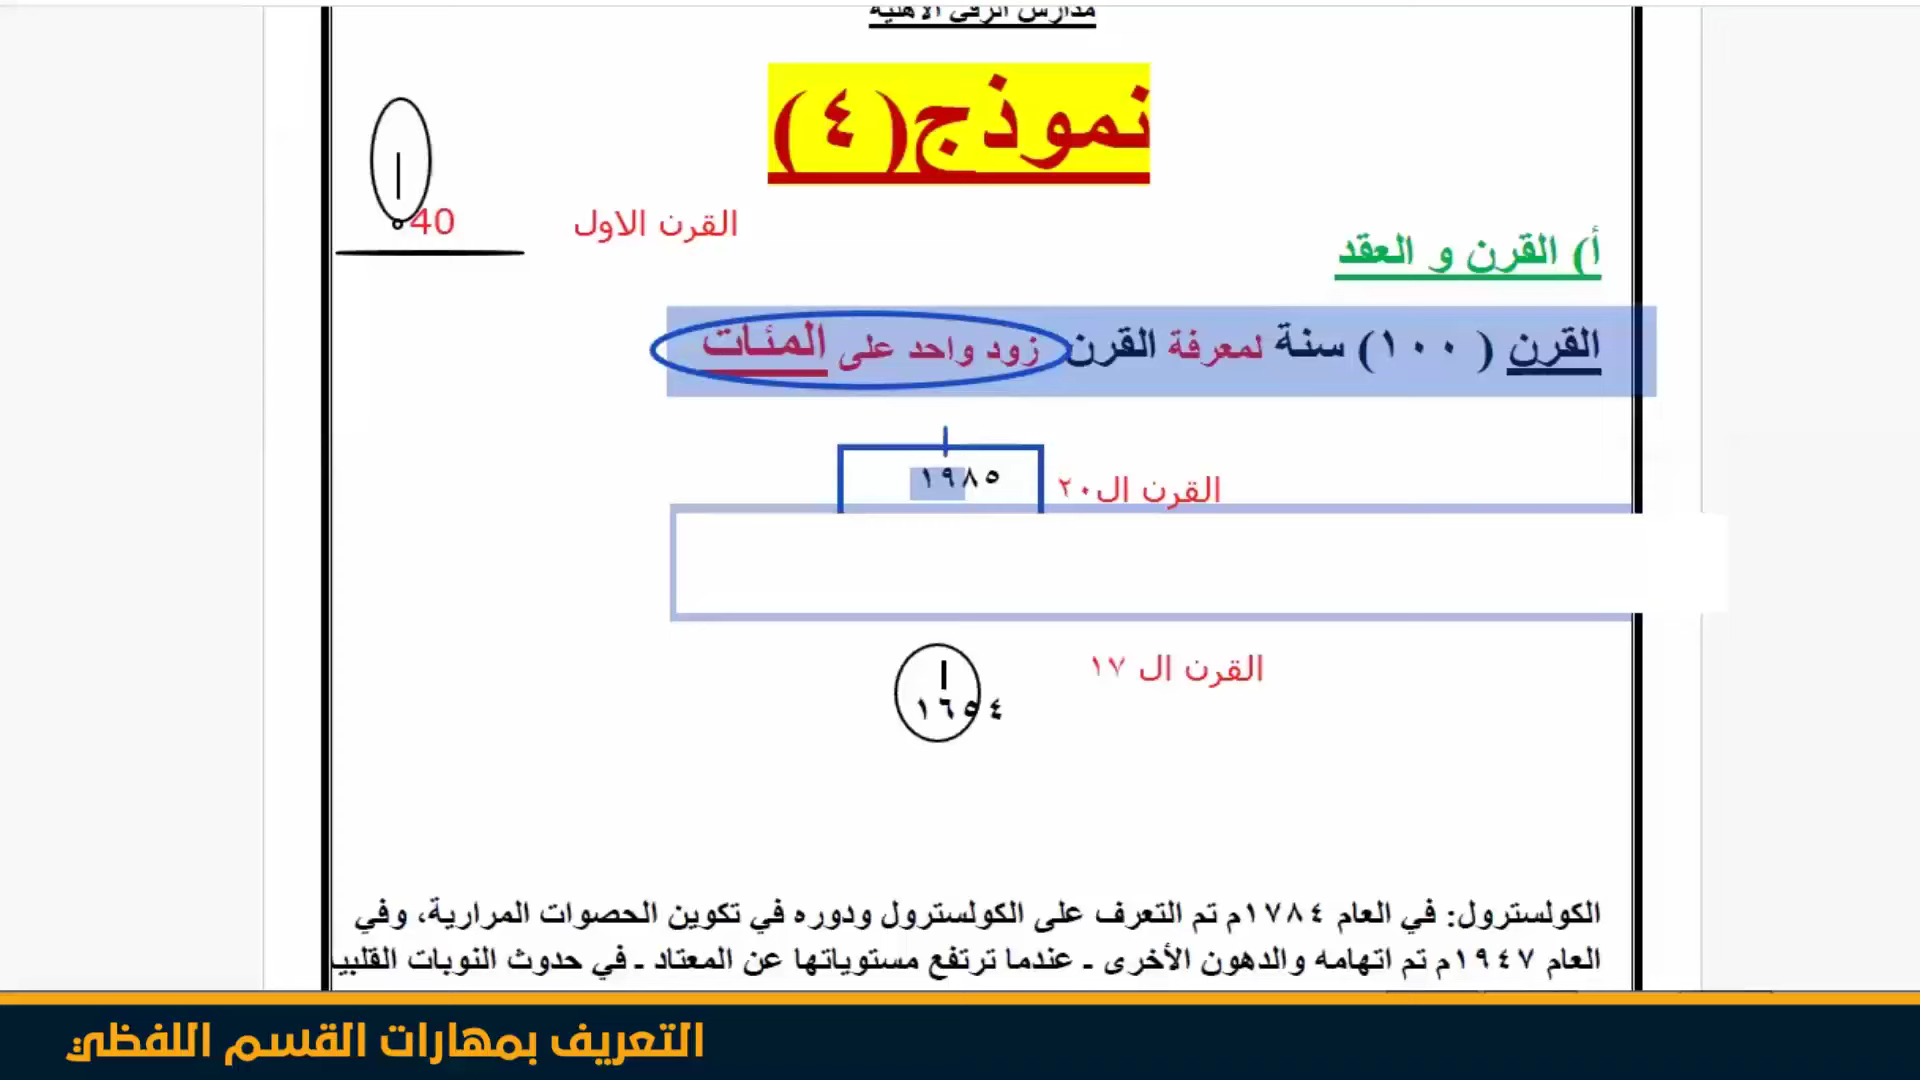 مدارس الرقي الأهلية
نموذج(٤)
40
القرن الاول
أ) القرن و العقد
القرن (١٠٠) سنة لمعرفة القرن زود واحد على المئات
١٩٨٥
القرن ال٢٠
القرن ال ١٧
١٦٥٤
الكولسترول: في العام ١٧٨٤م تم التعرف على الكولسترول ودوره في تكوين الحصوات المرارية، وفي
العام ١٩٤٧م تم اتهامه والدهون الأخرى - عندما ترتفع مستوياتها عن المعتاد - في حدوث النوبات القلبية
التعريف بمهارات القسم اللفظي